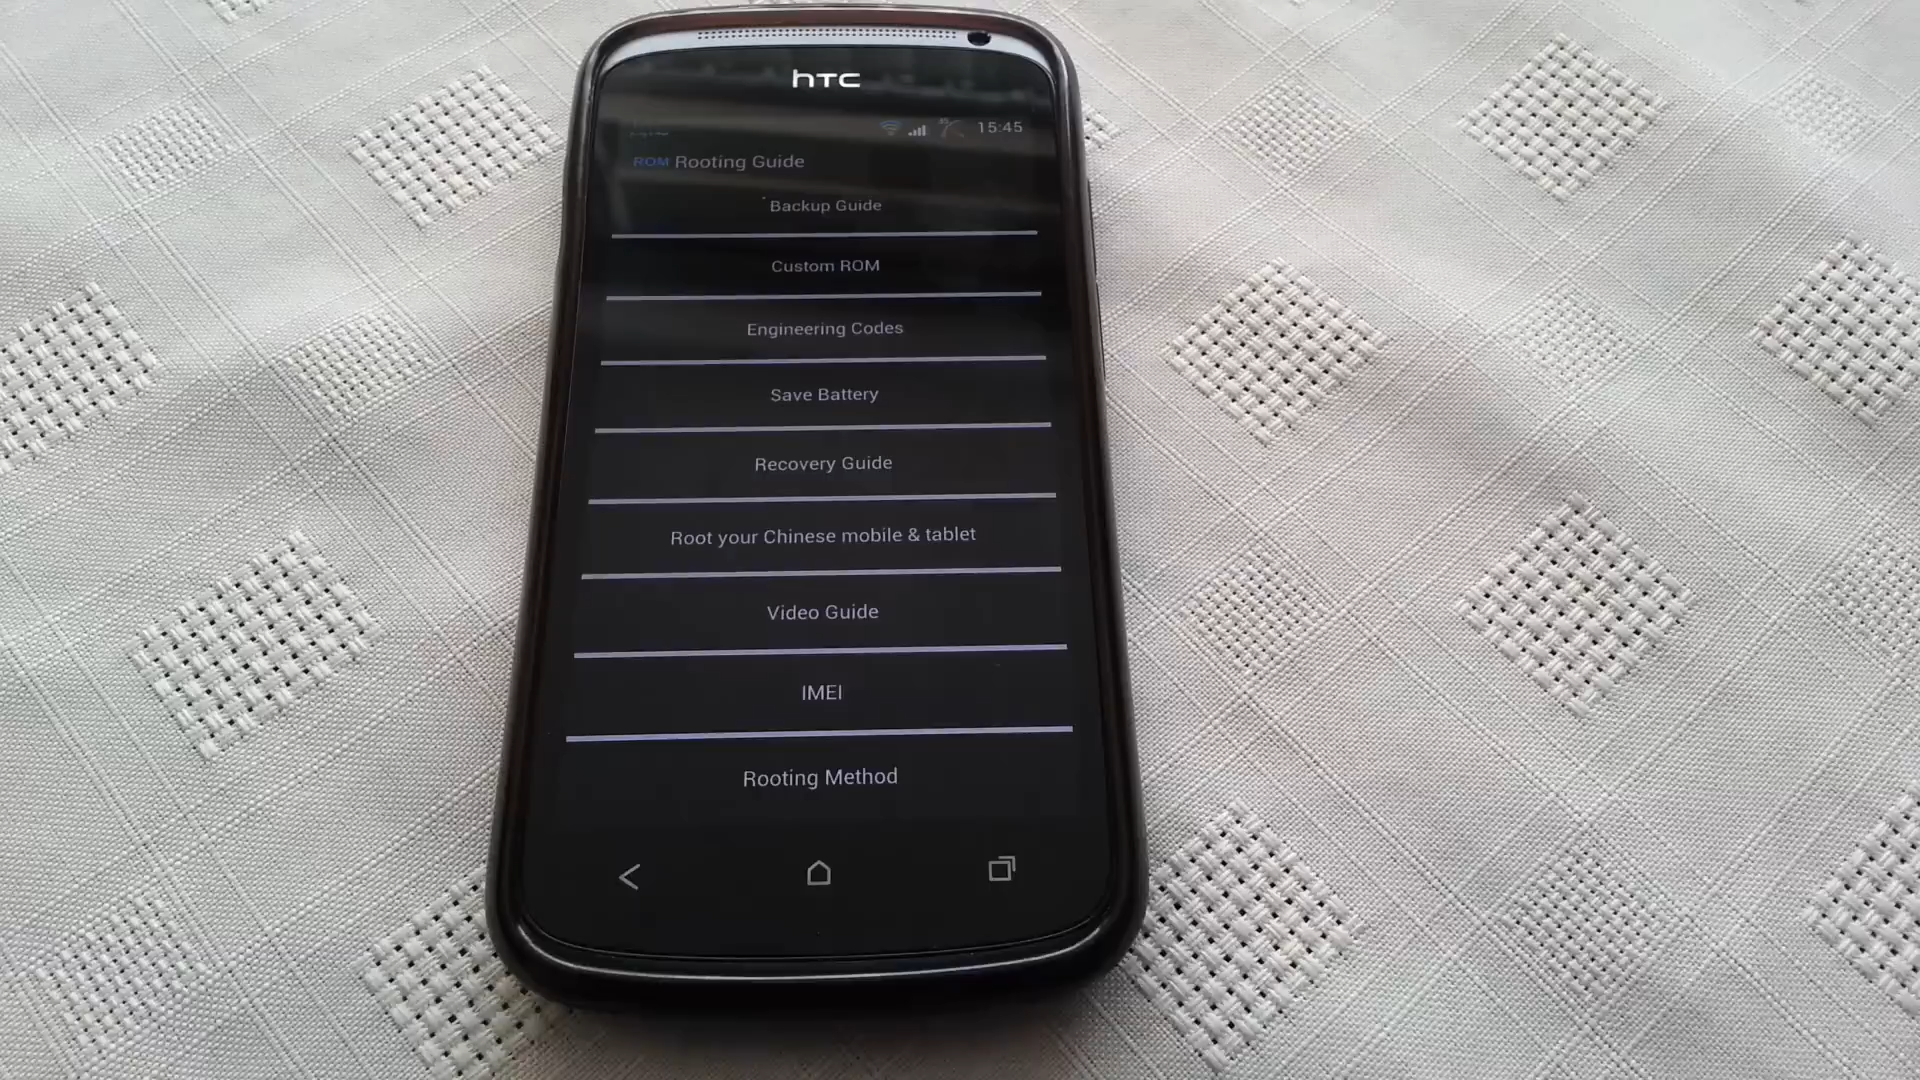 hTC
15:45
ROM Rooting Guide
Backup Guide
Custom ROM
Engineering Codes
Save Battery
Recovery Guide
Root your Chinese mobile & tablet
Video Guide
IMEI
Rooting Method